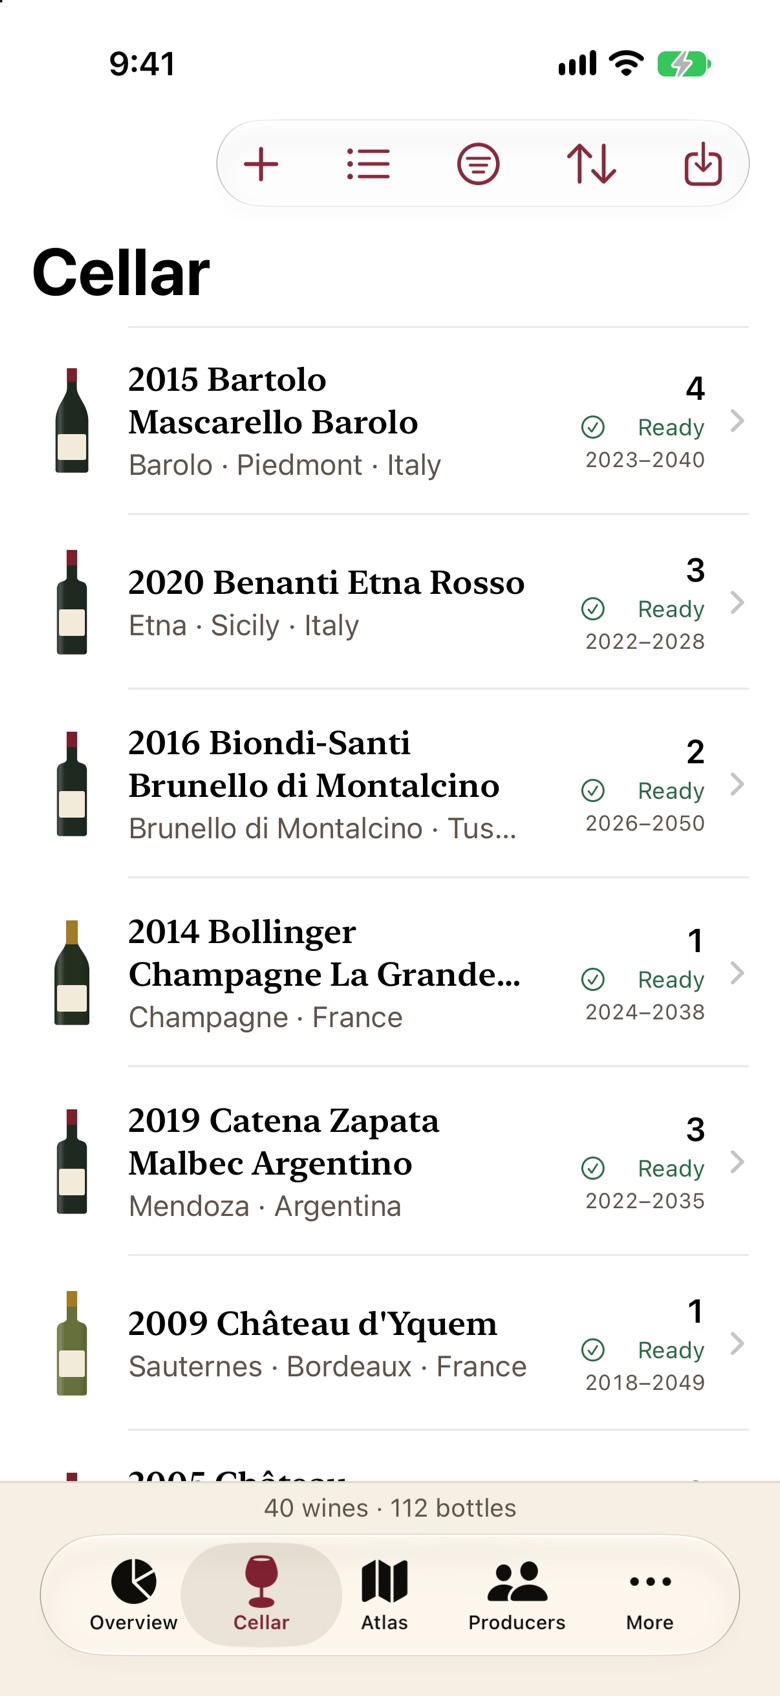 9:41
Cellar
2015 Bartolo
Mascarello Barolo
Barolo · Piedmont · Italy
4
Ready
2023–2040
2020 Benanti Etna Rosso
Etna · Sicily · Italy
3
Ready
2022–2028
2016 Biondi-Santi
Brunello di Montalcino
Brunello di Montalcino · Tus...
2
Ready
2026–2050
2014 Bollinger
Champagne La Grande...
Champagne · France
1
Ready
2024–2038
2019 Catena Zapata
Malbec Argentino
Mendoza · Argentina
3
Ready
2022–2035
2009 Château d'Yquem
Sauternes · Bordeaux · France
1
Ready
2018–2049
2005 Château
40 wines · 112 bottles
Overview
Cellar
Atlas
Producers
More